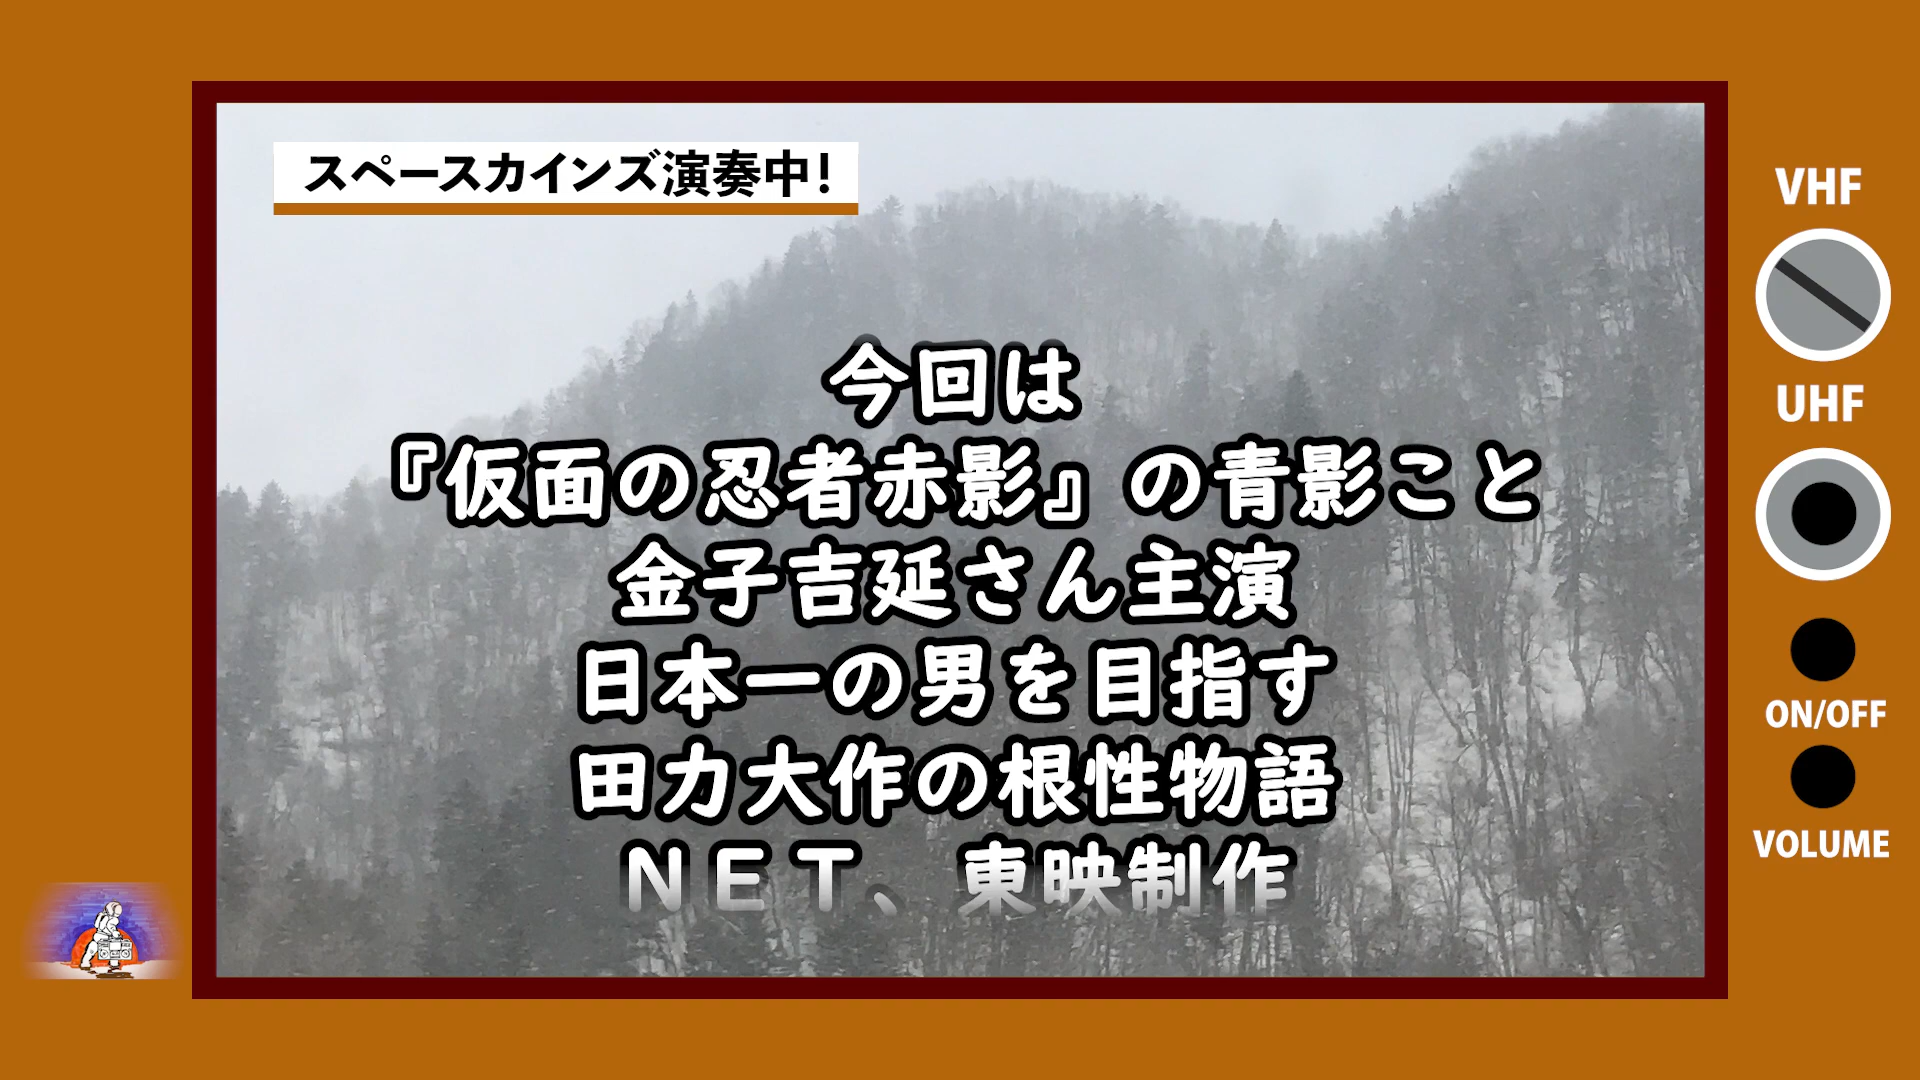 スペースカインズ演奏中!
今回は
『仮面の忍者赤影』の青影こと
金子吉延さん主演
日本一の男を目指す
田力大作の根性物語
ＮＥＴ、東映制作
VHF
UHF
ON/OFF
VOLUME